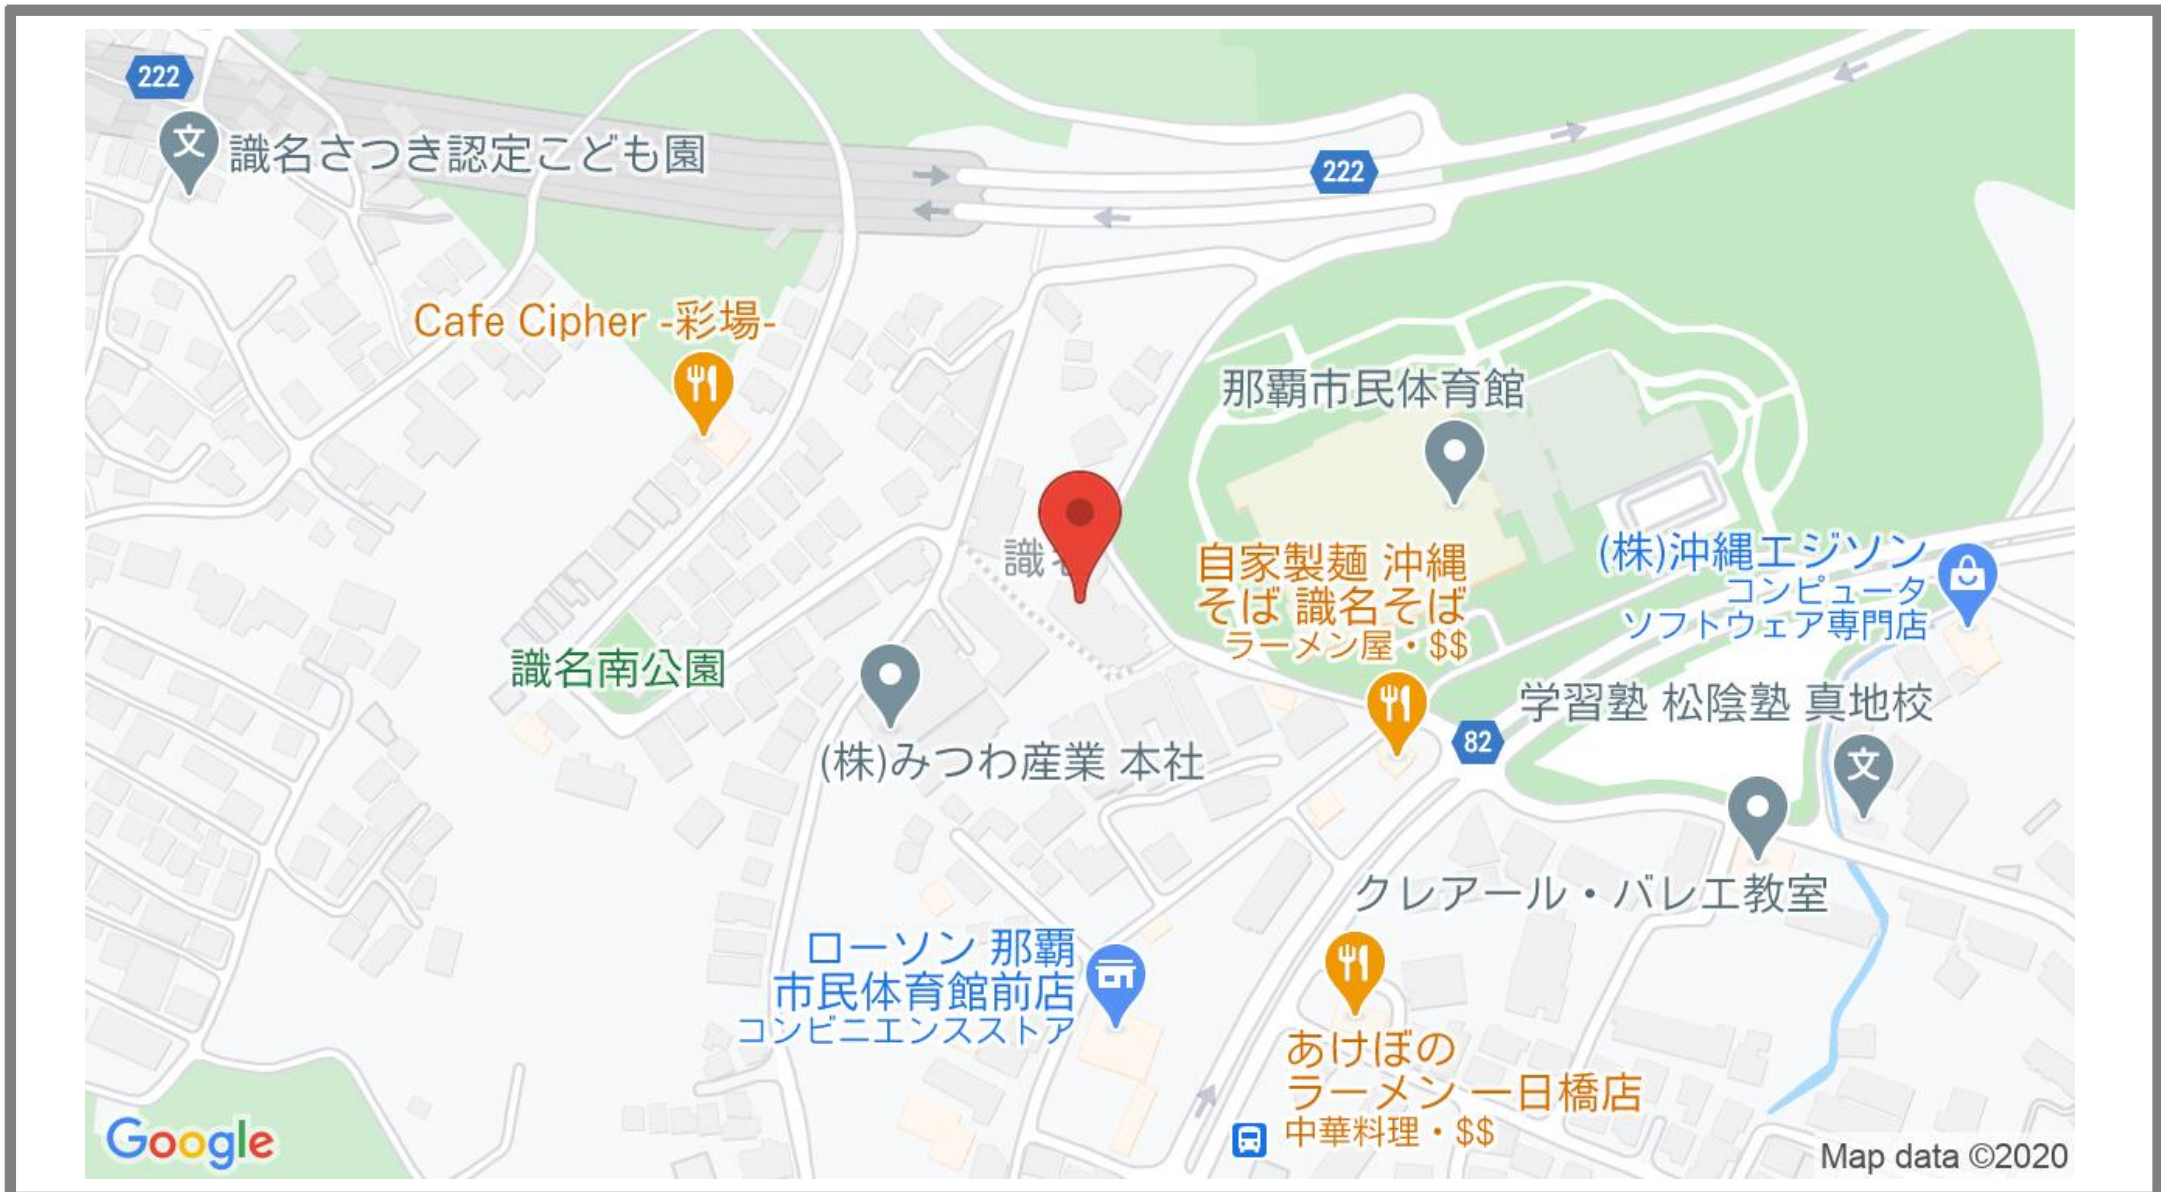 222
識名さつき認定こども園
222
Cafe Cipher -彩場-
那覇市民体育館
識
自家製麺 沖縄
そば 識名そば
ラーメン屋・$$
(株)沖縄エジソン
コンピュータ
ソフトウェア専門店
識名南公園
学習塾 松陰塾 真地校
82
(株)みつわ産業 本社
クレアール・バレエ教室
ローソン 那覇
市民体育館前店
コンビニエンスストア
あけぼの
ラーメン 一日橋店
中華料理・$$
Google
Map data ©2020